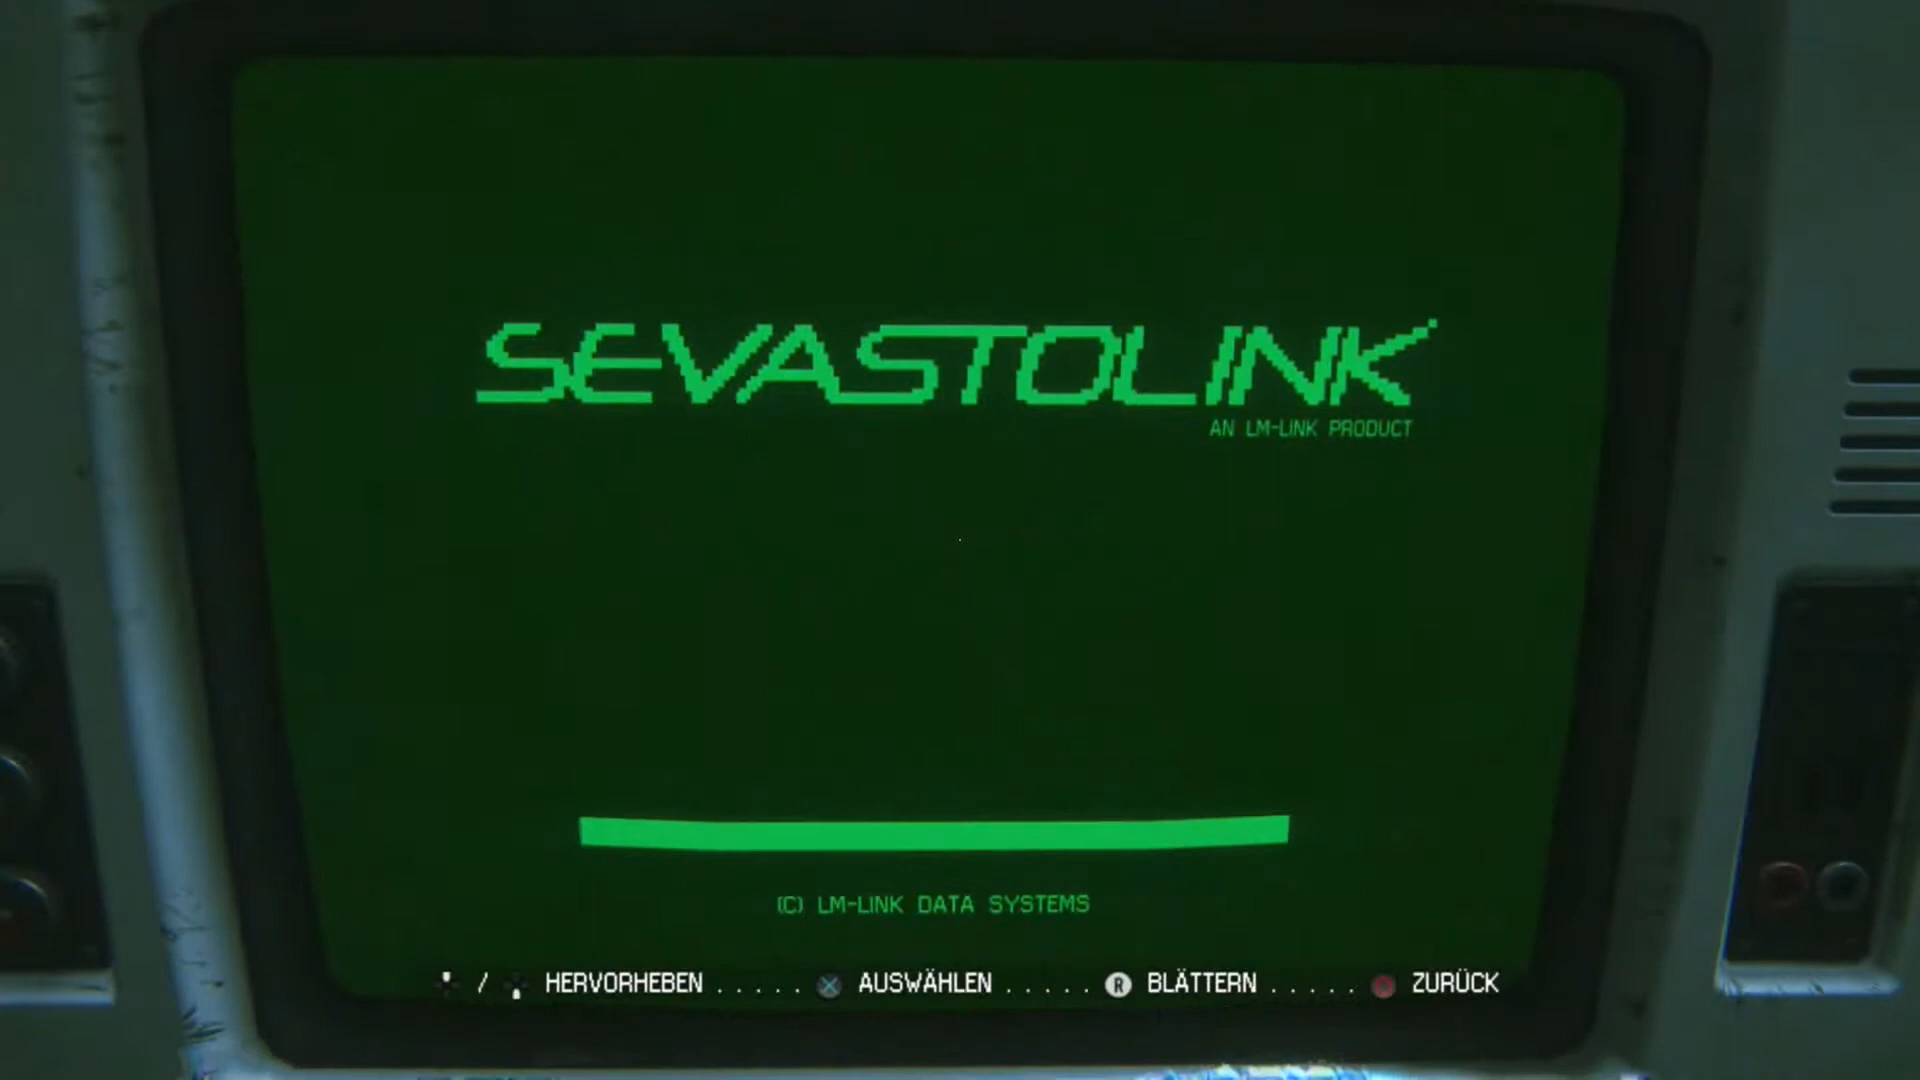 SEVASTOLINK
AN LM-LINK PRODUCT
(C) LM-LINK DATA SYSTEMS
/ HERVORHEBEN ..... AUSWÄHLEN ..... R BLÄTTERN ..... ZURÜCK